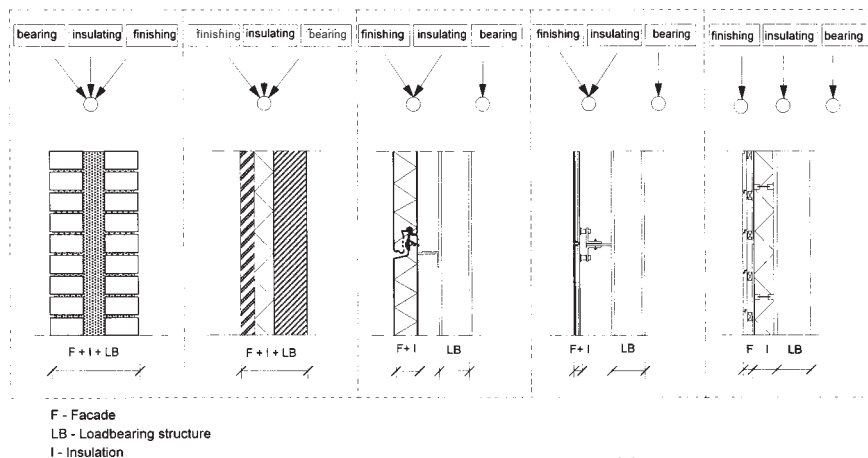 bearing insulating finishing
finishing insulating bearing
finishing insulating bearing
finishing insulating bearing
finishing insulating bearing
F + I + LB
F + I + LB
F+ I LB
F+ I LB
F I LB
F - Facade
LB - Loadbearing structure
I - Insulation